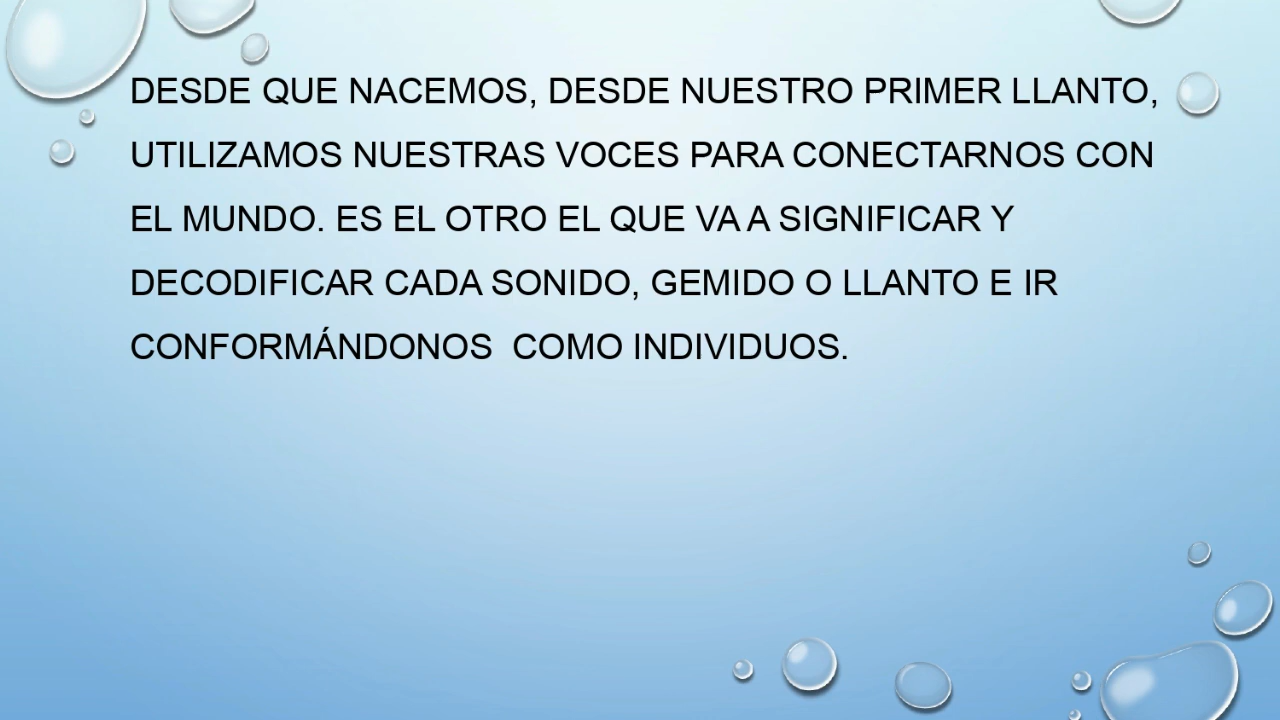 DESDE QUE NACEMOS, DESDE NUESTRO PRIMER LLANTO,
UTILIZAMOS NUESTRAS VOCES PARA CONECTARNOS CON
EL MUNDO. ES EL OTRO EL QUE VA A SIGNIFICAR Y
DECODIFICAR CADA SONIDO, GEMIDO O LLANTO E IR
CONFORMÁNDONOS  COMO INDIVIDUOS.